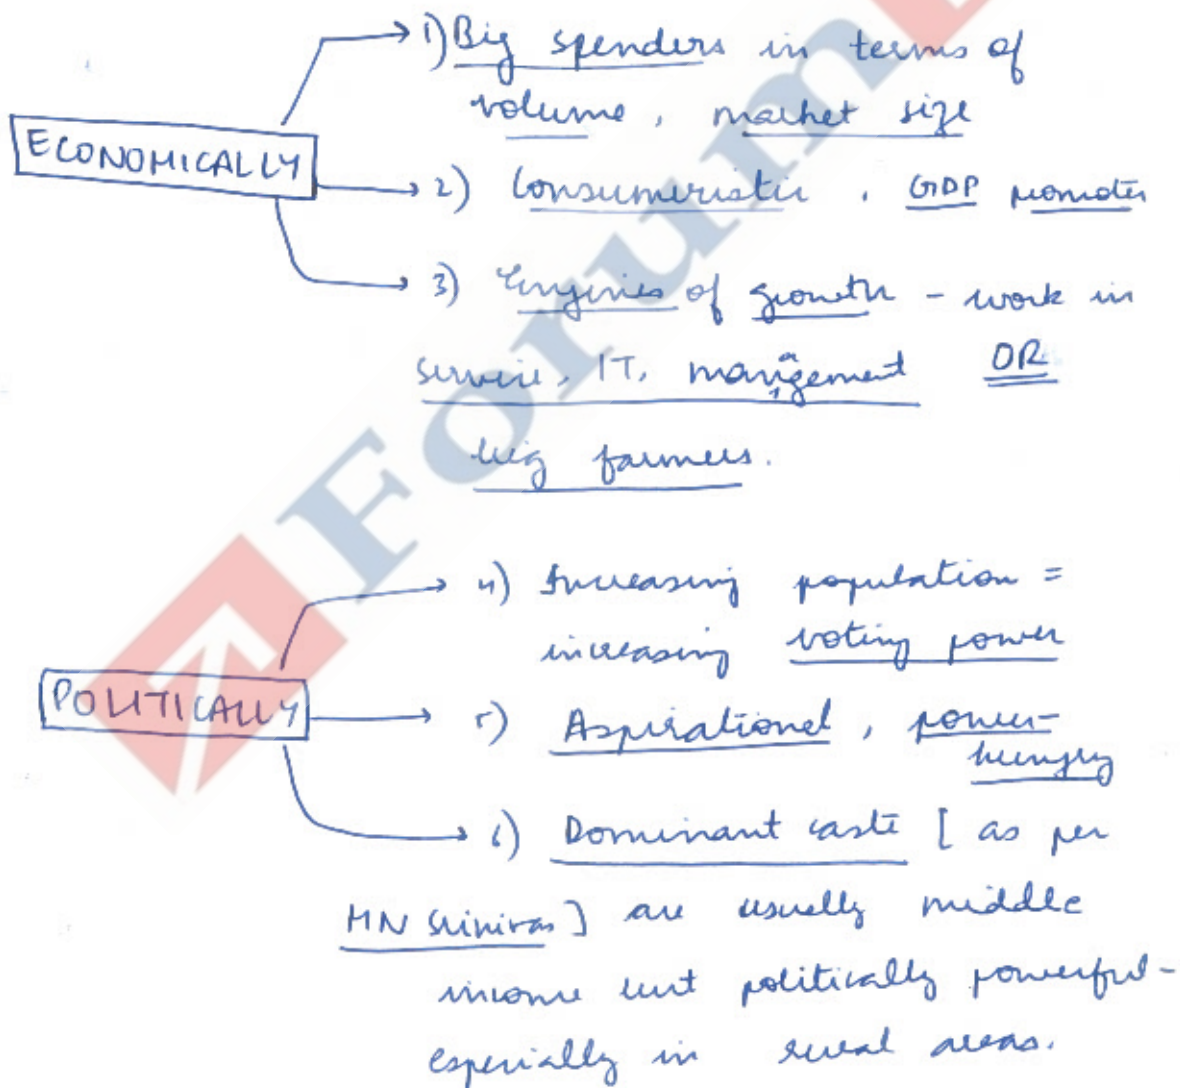 1) Big spenders in terms of
volume, market size
ECONOMICALLY
2) Consumeristic, GDP promoter
3) Engines of growth - work in
service, IT, management OR
big farmers.
4) Increasing population =
increasing voting power
POLITICALLY
5) Aspirational, power-
hungry
6) Dominant caste [as per
MN Srinivas] are usually middle
income but politically powerful -
especially in rural areas.
Forum